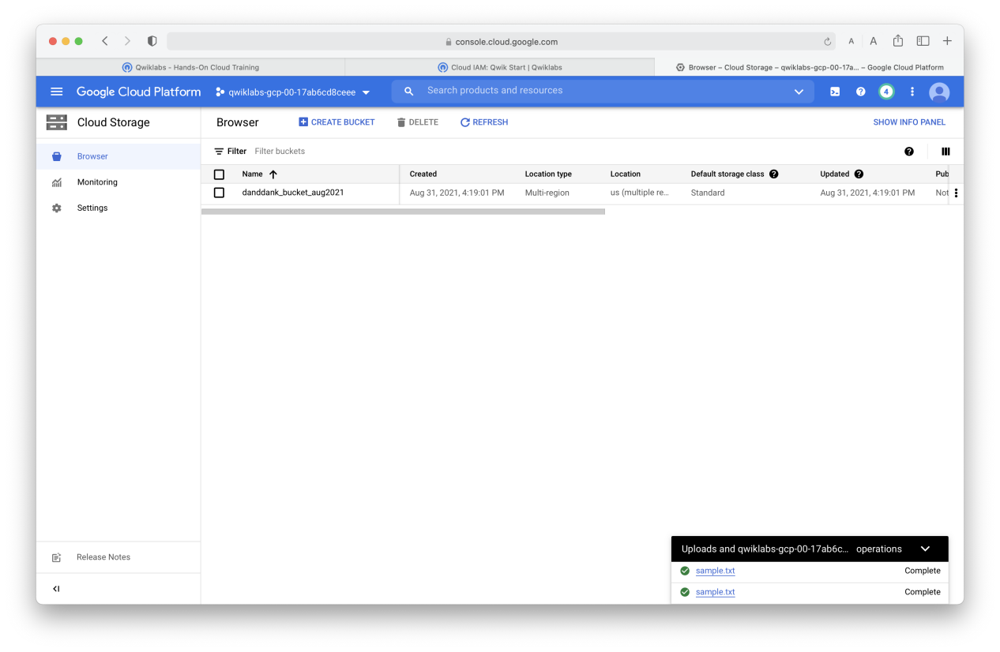 console.cloud.google.com
A A
Qwiklabs - Hands-On Cloud Training
Cloud IAM: Qwik Start | Qwiklabs
Browser – Cloud Storage – qwiklabs-gcp-00-17a... – Google Cloud Platform
Google Cloud Platform
qwiklabs-gcp-00-17ab6cd8ceee
Search products and resources
4
Cloud Storage
Browser
CREATE BUCKET
DELETE
REFRESH
SHOW INFO PANEL
Browser
Monitoring
Settings
Filter Filter buckets
Name Created Location type Location Default storage class Updated Pub
danddank_bucket_aug2021 Aug 31, 2021, 4:19:01 PM Multi-region us (multiple re... Standard Aug 31, 2021, 4:19:01 PM Not
Release Notes
Uploads and qwiklabs-gcp-00-17ab6c... operations
sample.txt Complete
sample.txt Complete